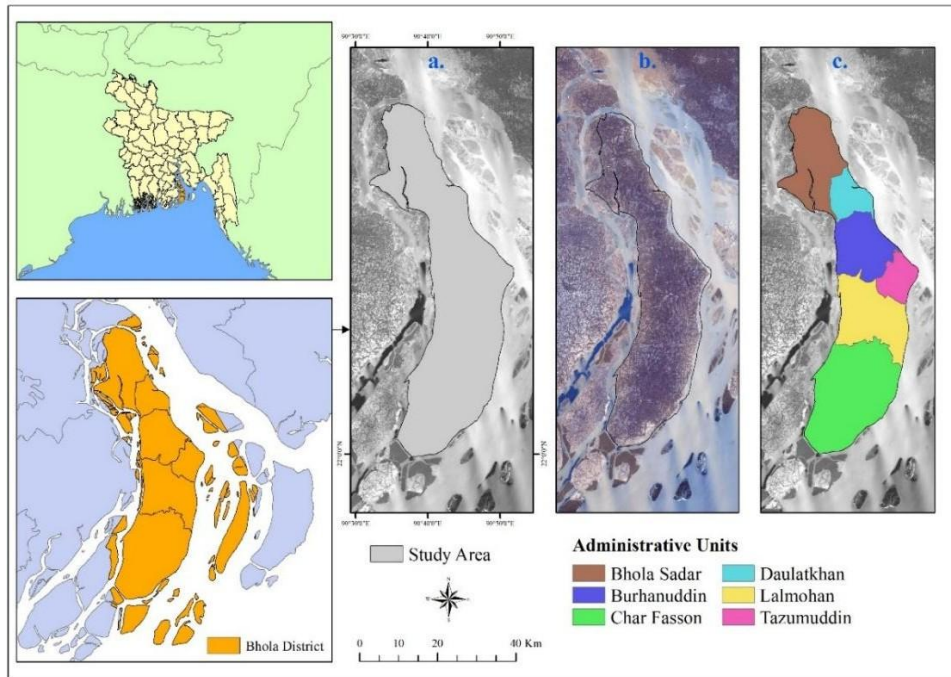 90°30'0"E 90°40'0"E 90°50'0"E
a. b. c.
22°0'0"N 22°0'0"N
90°30'0"E 90°40'0"E 90°50'0"E
Bhola District
Study Area
N
W E
S
0 10 20 40 Km
Administrative Units
Bhola Sadar Daulatkhan
Burhanuddin Lalmohan
Char Fasson Tazumuddin